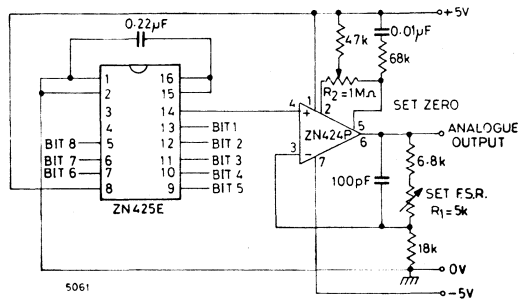 +5V
0.22µF
47k
0.01µF
68k
R2=1MΩ
SET ZERO
1
2
3
4
5
6
7
8
16
15
14
13
12
11
10
9
BIT 8
BIT 7
BIT 6
BIT 1
BIT 2
BIT 3
BIT 4
BIT 5
ZN425E
4
1
2
+
ZN424P
5
6
3
−
7
ANALOGUE
OUTPUT
100pF
6·8k
SET F.S.R.
R1=5k
18k
0V
−5V
5061